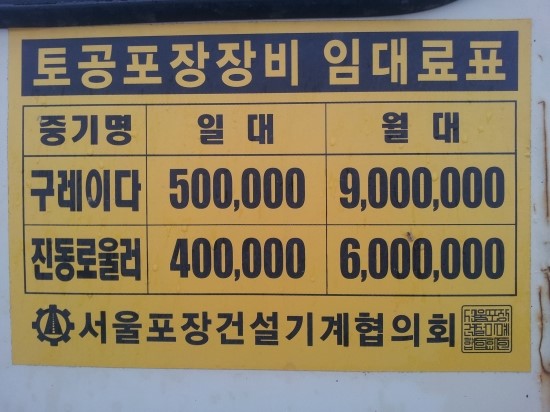 토공포장장비 임대료표
중기명 일대 월대
구레이다 500,000 9,000,000
진동로울러 400,000 6,000,000
서울포장건설기계협의회